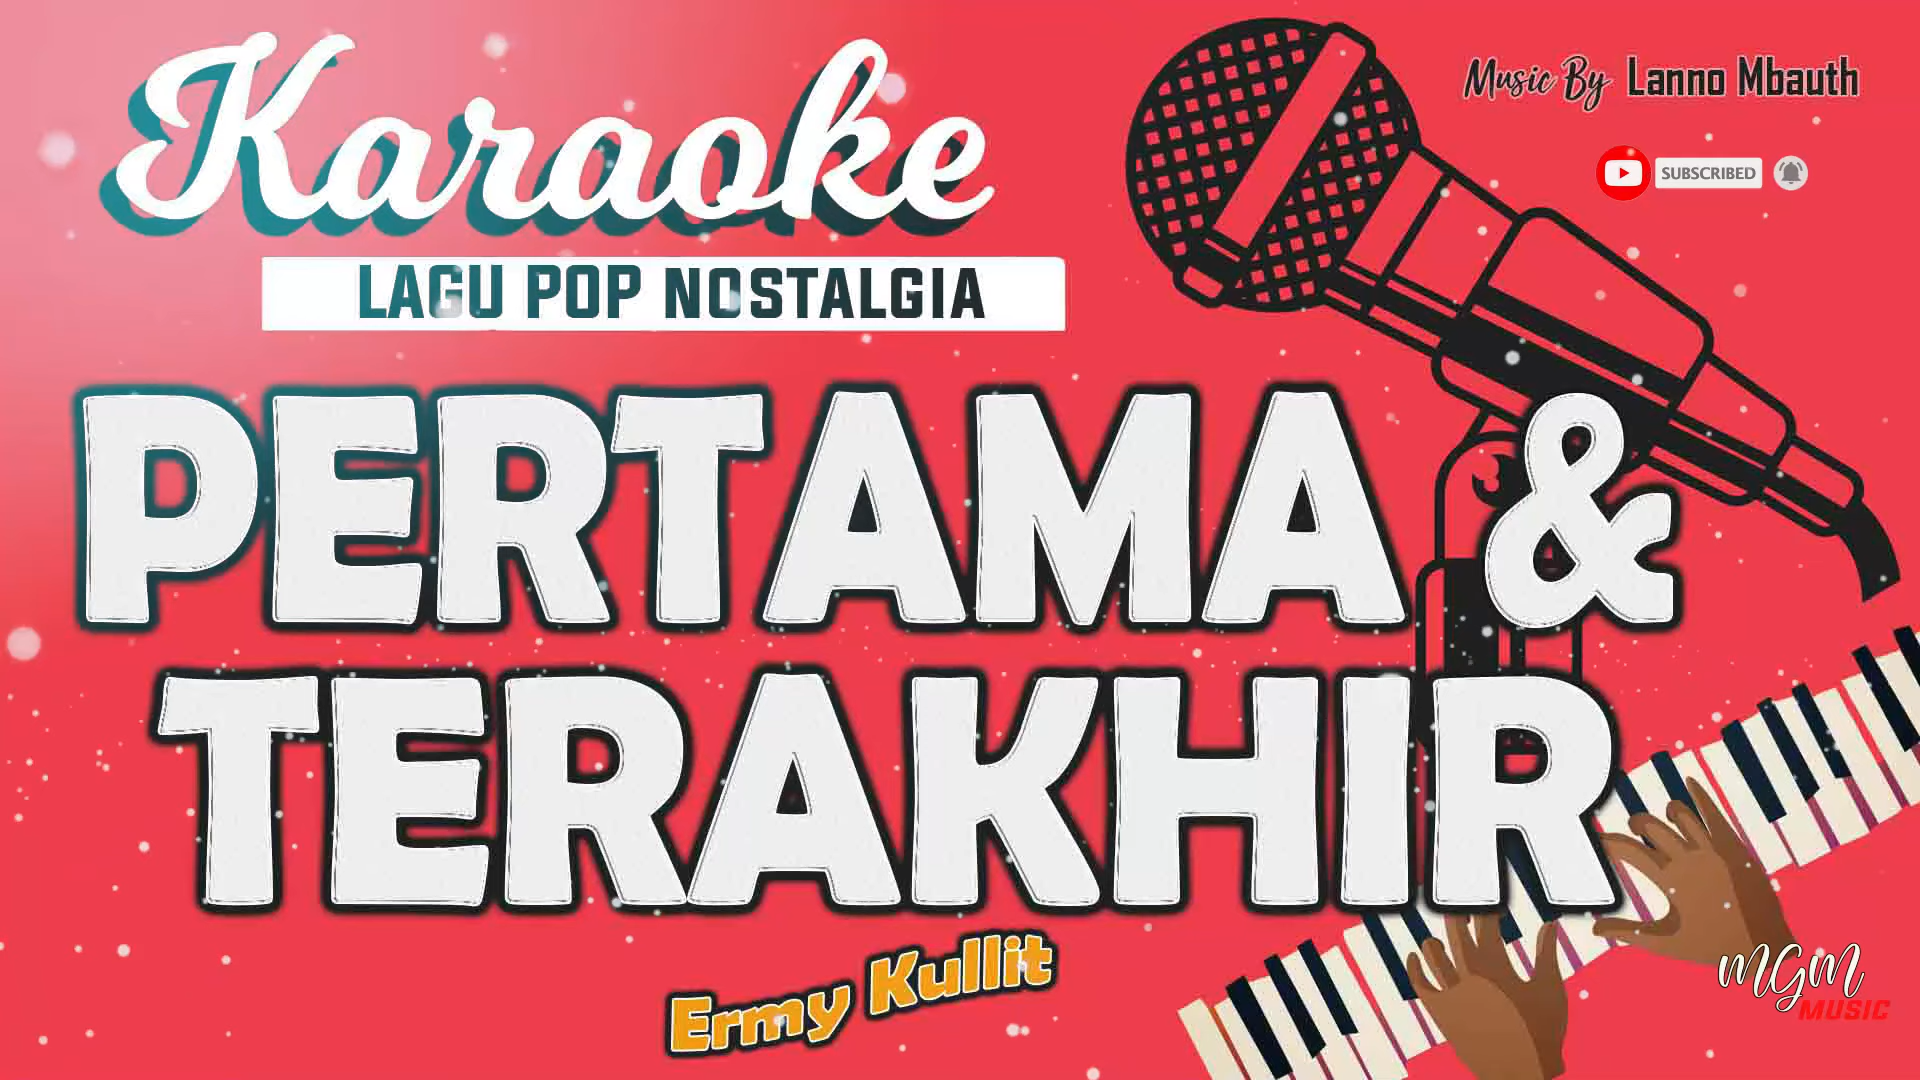 Karaoke
LAGU POP NOSTALGIA
Music By Lanno Mbauth
SUBSCRIBED
PERTAMA &
TERAKHIR
Ermy Kullit
MGM
MUSIC